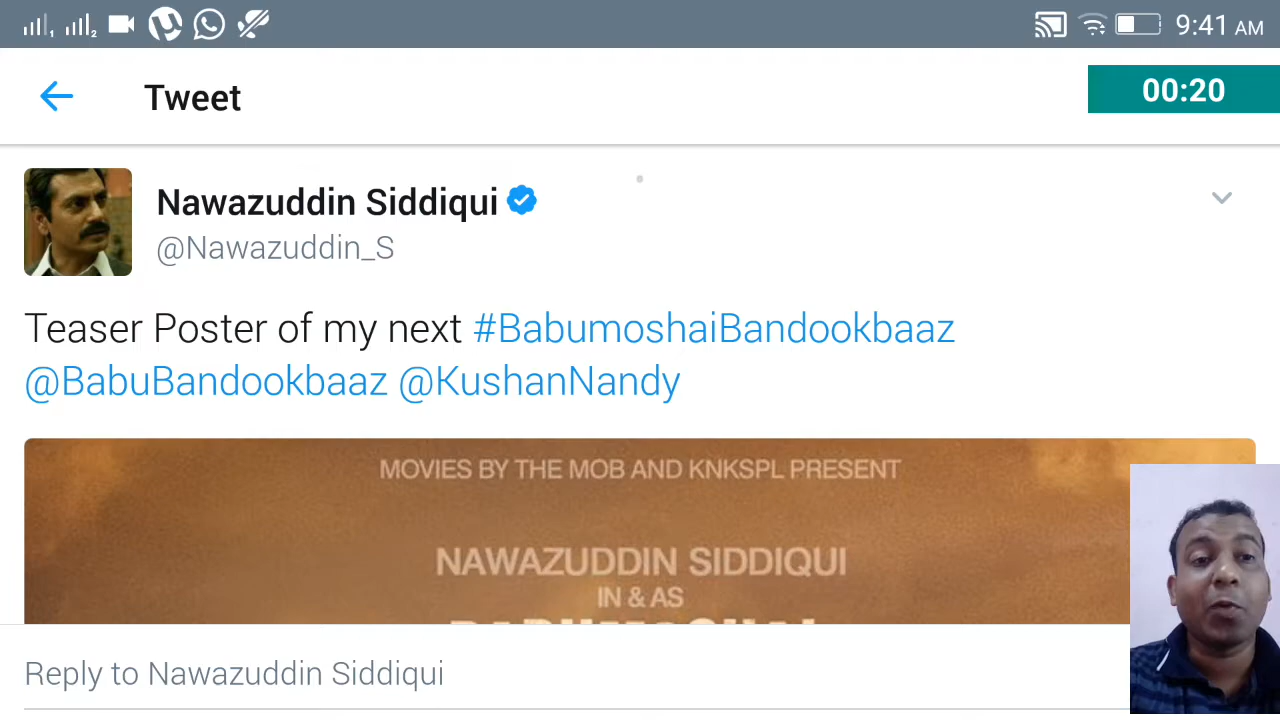 9:41 AM
Tweet
00:20
Nawazuddin Siddiqui
@Nawazuddin_S
Teaser Poster of my next #BabumoshaiBandookbaaz
@BabuBandookbaaz @KushanNandy
MOVIES BY THE MOB AND KNKSPL PRESENT
NAWAZUDDIN SIDDIQUI
IN & AS
Reply to Nawazuddin Siddiqui